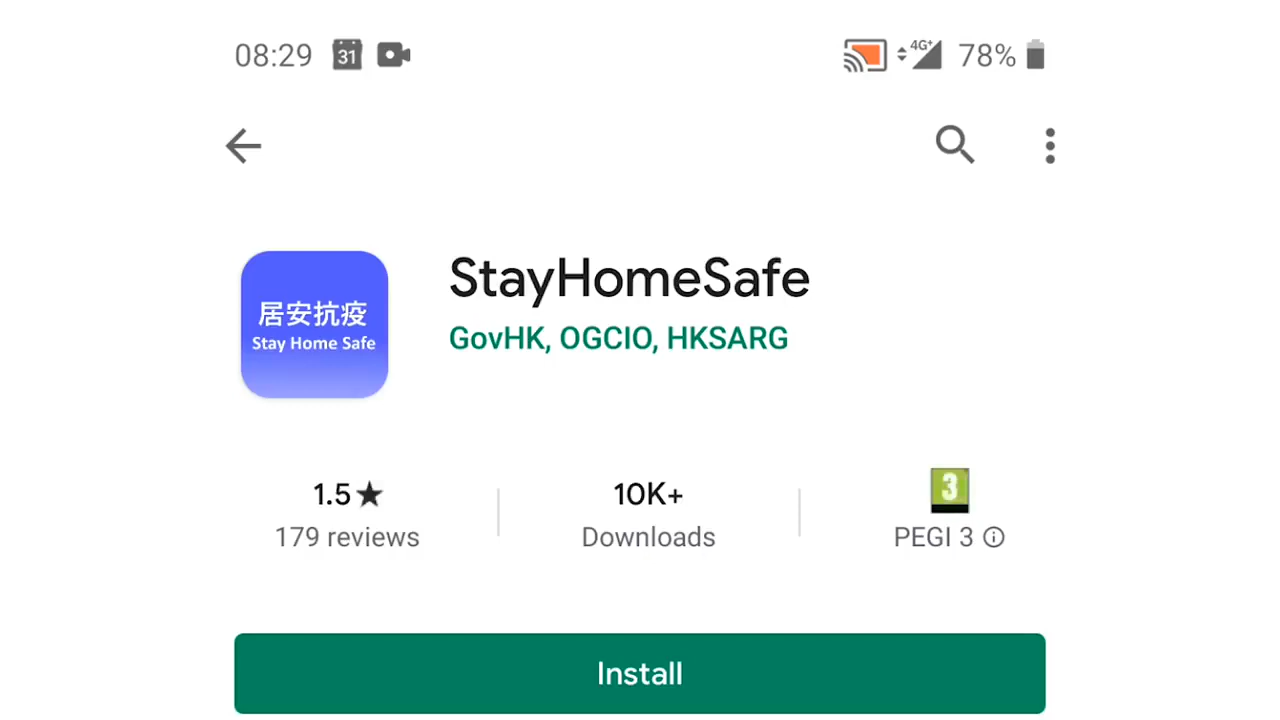 08:29 31 4G+ 78%
StayHomeSafe
GovHK, OGCIO, HKSARG
居安抗疫
Stay Home Safe
1.5★ 10K+ 3
179 reviews Downloads PEGI 3
Install